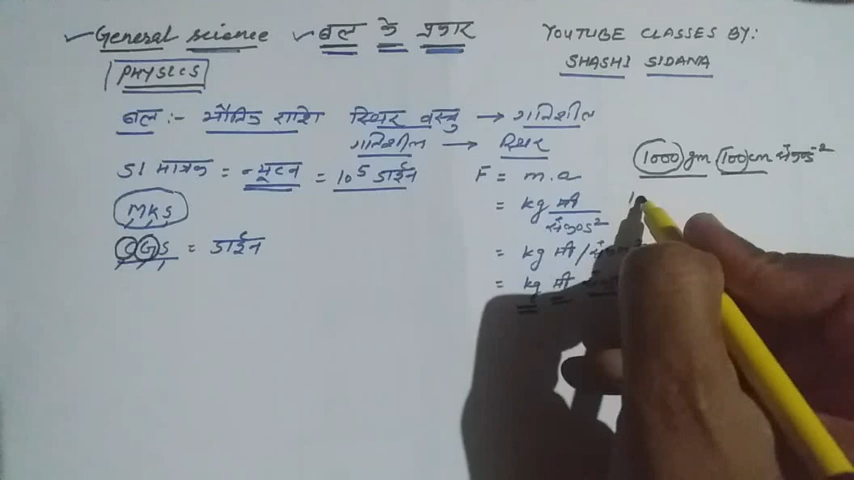 General science बल के प्रकार
YOUTUBE CLASSES BY:
SHASHI SIDANA
PHYSICS
बल :- भौतिक राशि स्थिर वस्तु → गतिशील
गतिशील → स्थिर
SI मात्रक = न्यूटन = 10⁵ डाईन
F = m.a
1000 gm 100 cm सैकण्ड⁻²
MKS
= kg मी
सैकण्ड²
CGS = डाईन
= kg मी /
= kg मी